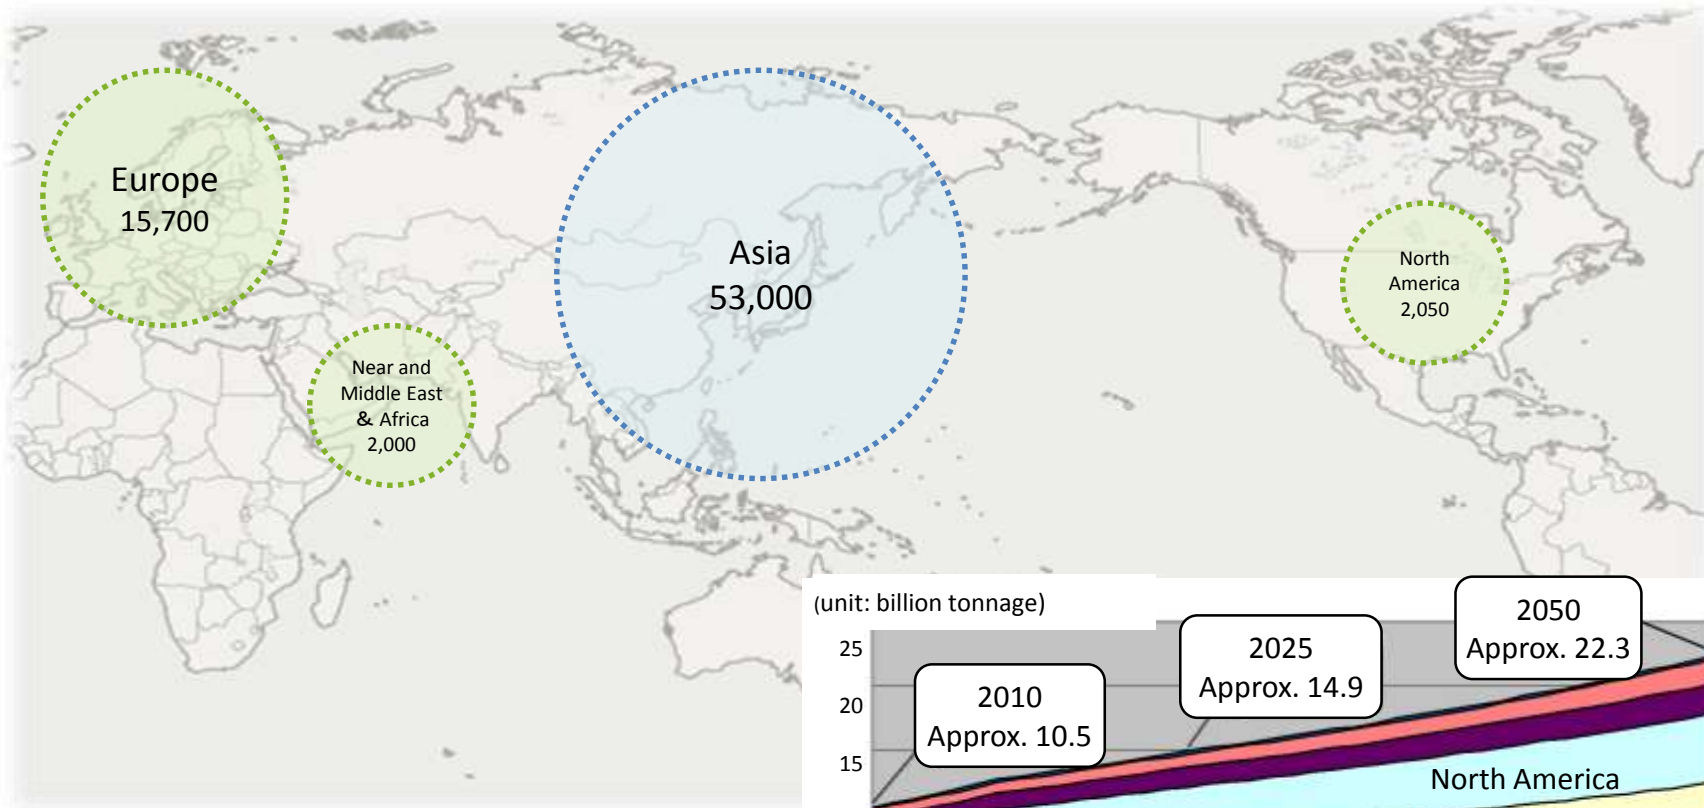 Europe
15,700
Asia
53,000
North
America
2,050
Near and
Middle East
& Africa
2,000
(unit: billion tonnage)
25
20
15
2010
Approx. 10.5
2025
Approx. 14.9
2050
Approx. 22.3
North America